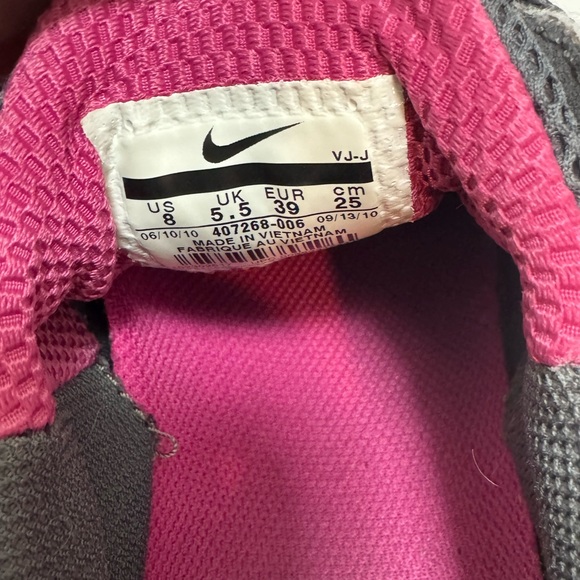 VJ-J
US UK EUR cm
8 5.5 39 25
06/10/10 407268-006 09/13/10
MADE IN VIETNAM
FABRIQUE AU VIETNAM